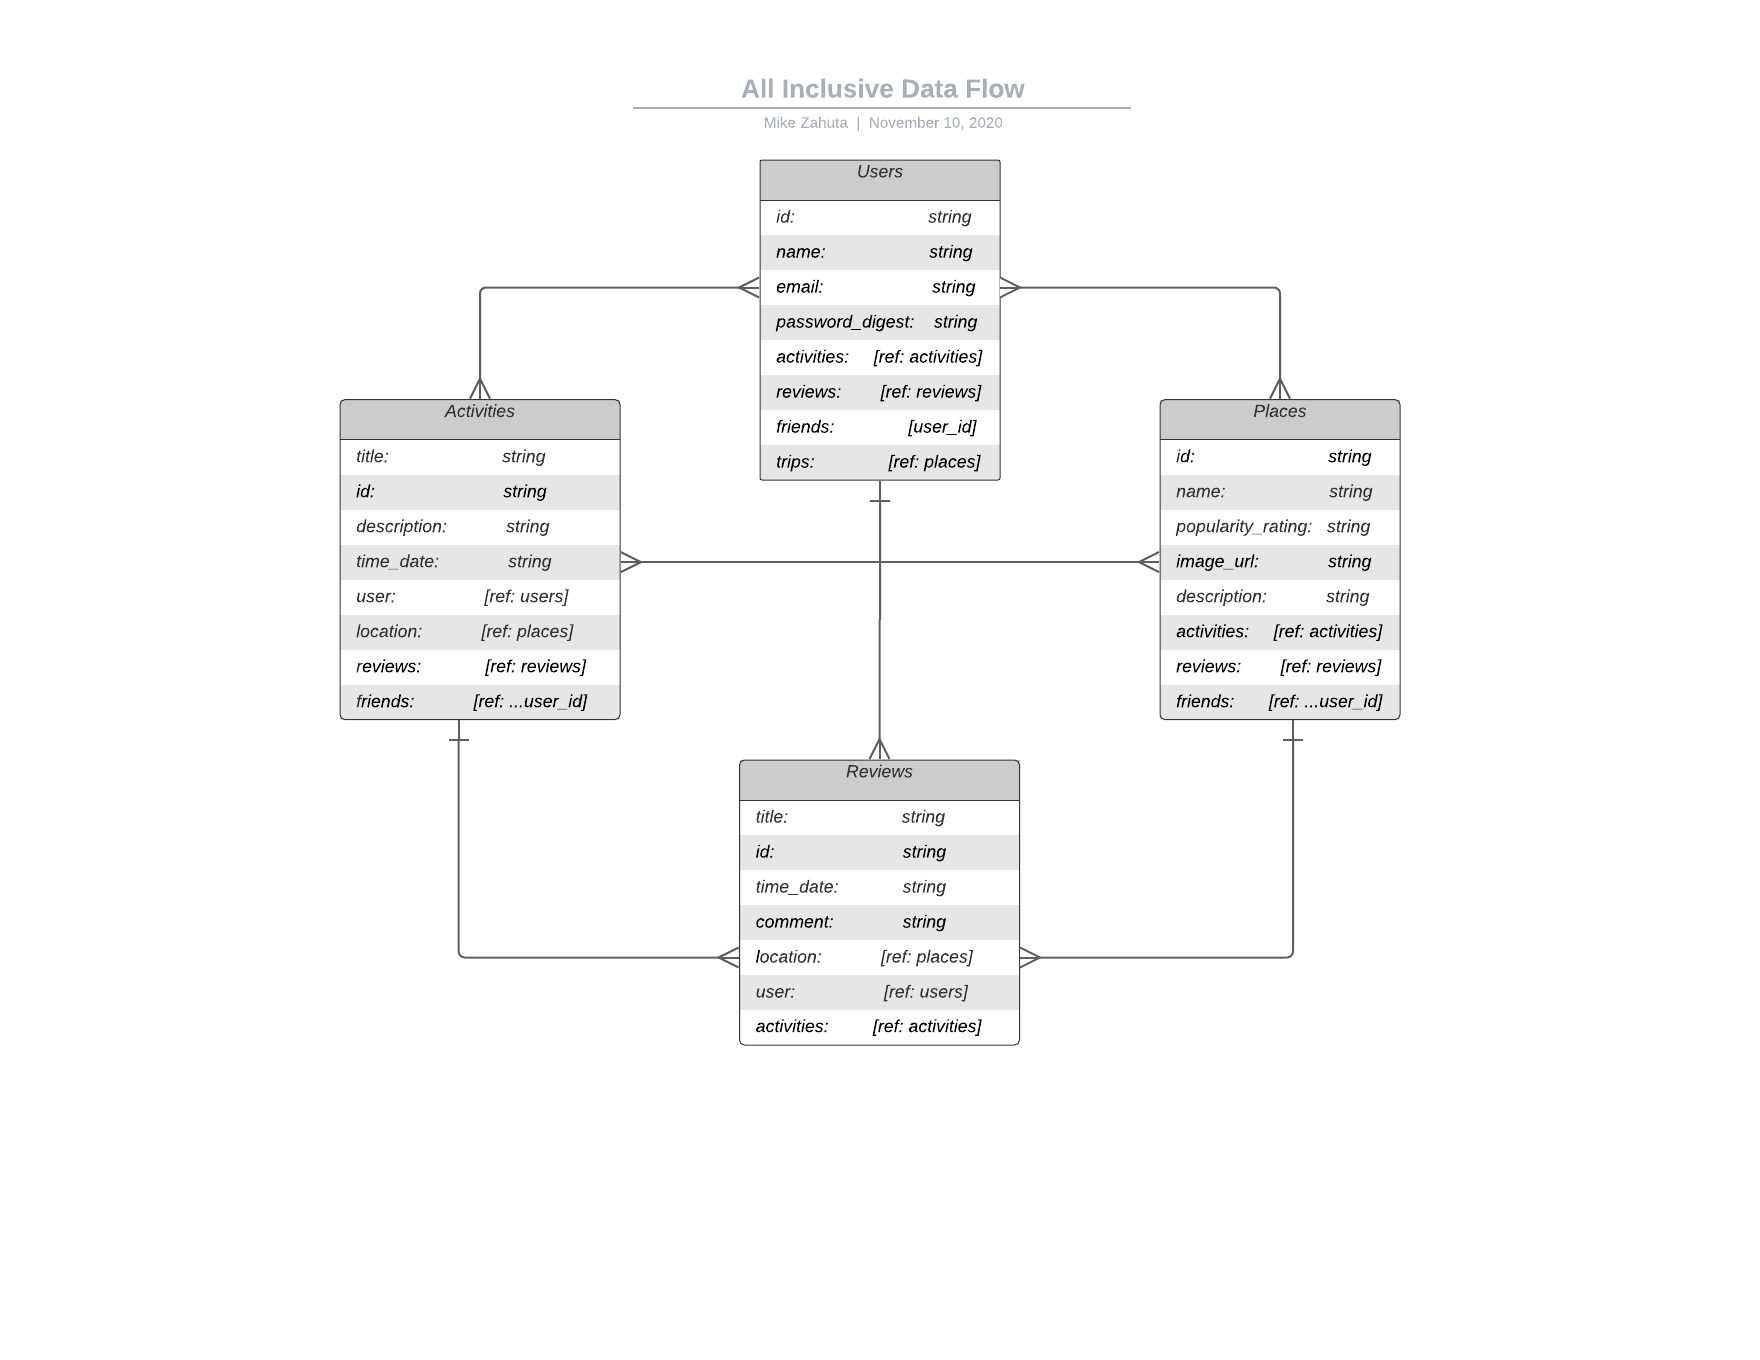 All Inclusive Data Flow
Mike Zahuta | November 10, 2020
Users
id: string
name: string
email: string
password_digest: string
activities: [ref: activities]
reviews: [ref: reviews]
friends: [user_id]
trips: [ref: places]
Activities
title: string
id: string
description: string
time_date: string
user: [ref: users]
location: [ref: places]
reviews: [ref: reviews]
friends: [ref: ...user_id]
Places
id: string
name: string
popularity_rating: string
image_url: string
description: string
activities: [ref: activities]
reviews: [ref: reviews]
friends: [ref: ...user_id]
Reviews
title: string
id: string
time_date: string
comment: string
location: [ref: places]
user: [ref: users]
activities: [ref: activities]